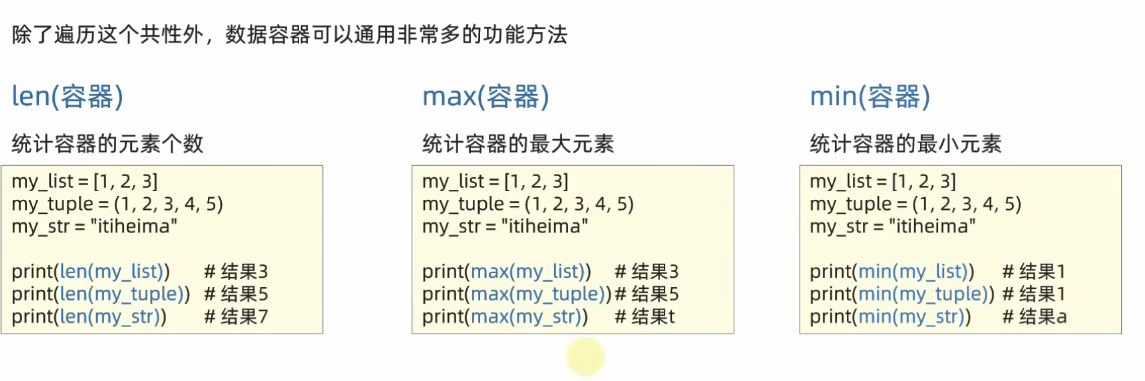 除了遍历这个共性外，数据容器可以通用非常多的功能方法
len(容器)
统计容器的元素个数
my_list = [1, 2, 3]
my_tuple = (1, 2, 3, 4, 5)
my_str = "itiheima"
print(len(my_list)) # 结果3
print(len(my_tuple)) # 结果5
print(len(my_str)) # 结果7
max(容器)
统计容器的最大元素
my_list = [1, 2, 3]
my_tuple = (1, 2, 3, 4, 5)
my_str = "itiheima"
print(max(my_list)) # 结果3
print(max(my_tuple)) # 结果5
print(max(my_str)) # 结果t
min(容器)
统计容器的最小元素
my_list = [1, 2, 3]
my_tuple = (1, 2, 3, 4, 5)
my_str = "itiheima"
print(min(my_list)) # 结果1
print(min(my_tuple)) # 结果1
print(min(my_str)) # 结果a